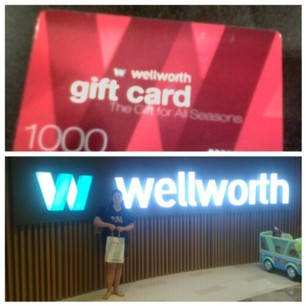 W wellworth
gift card
The Gift for All Seasons
1000
W wellworth